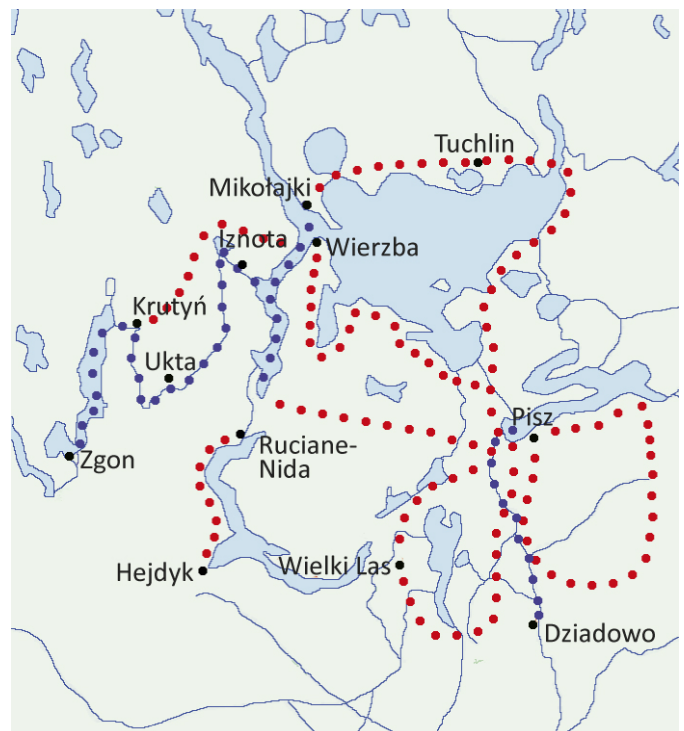 Tuchlin
Mikołajki
Iznota
Wierzba
Krutyń
Ukta
Pisz
Ruciane-
Nida
Zgon
Hejdyk
Wielki Las
Dziadowo